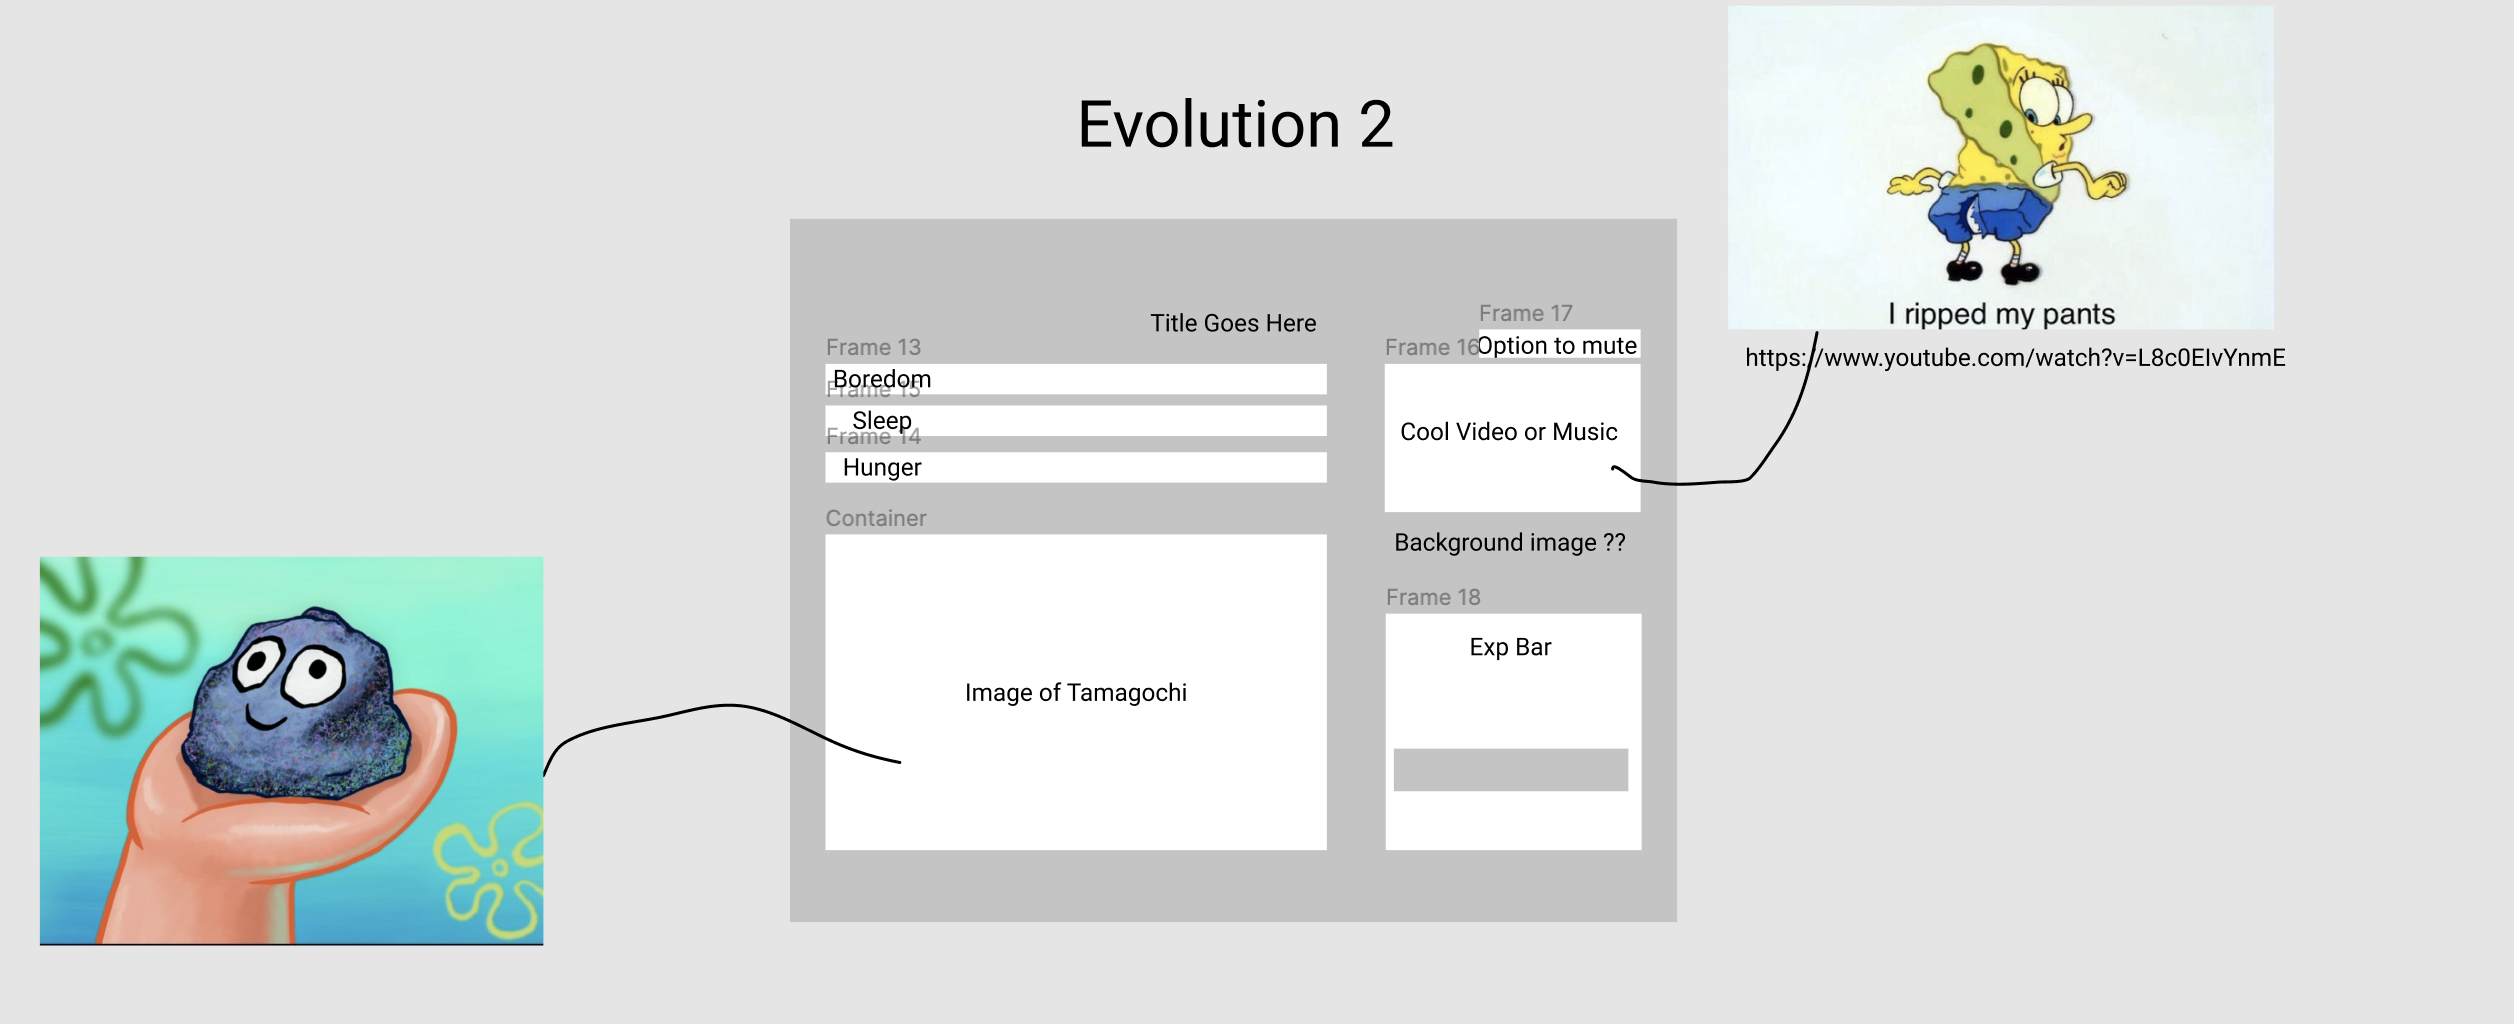 Evolution 2
I ripped my pants
https://www.youtube.com/watch?v=L8c0EIvYnmE
Title Goes Here
Frame 17
Option to mute
Frame 13
Boredom
Frame 15
Sleep
Frame 14
Hunger
Frame 16
Cool Video or Music
Background image ??
Container
Image of Tamagochi
Frame 18
Exp Bar